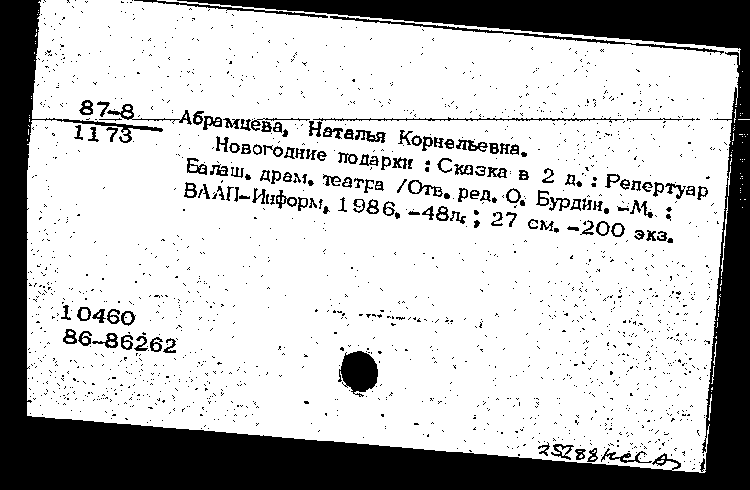 87-8
1173
Абрамцева, Наталья Корнельевна.
Новогодние подарки : Сказка в 2 д. : Репертуар
Балаш. драм. театра /Отв. ред. О. Бурдин. -М. :
ВААП-Информ, 1986. -48л. ; 27 см. -200 экз.
10460
86-86262